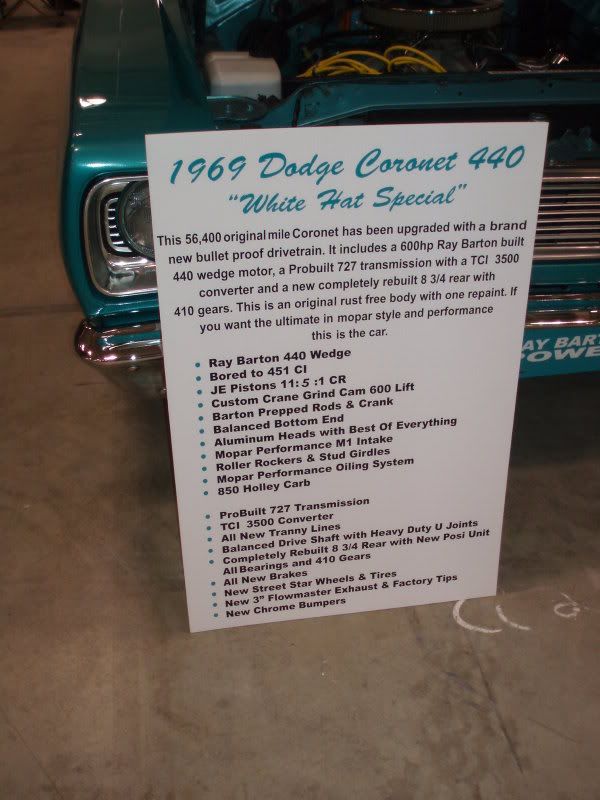 1969 Dodge Coronet 440
"White Hat Special"
This 56,400 original mile Coronet has been upgraded with a brand
new bullet proof drivetrain. It includes a 600hp Ray Barton built
440 wedge motor, a Probuilt 727 transmission with a TCI 3500
converter and a new completely rebuilt 8 3/4 rear with
410 gears. This is an original rust free body with one repaint. If
you want the ultimate in mopar style and performance
this is the car.
• Ray Barton 440 Wedge
• Bored to 451 CI
• JE Pistons 11:5 :1 CR
• Custom Crane Grind Cam 600 Lift
• Barton Prepped Rods & Crank
• Balanced Bottom End
• Aluminum Heads with Best Of Everything
• Mopar Performance M1 Intake
• Roller Rockers & Stud Girdles
• Mopar Performance Oiling System
• 850 Holley Carb
• ProBuilt 727 Transmission
• TCI 3500 Converter
• All New Tranny Lines
• Balanced Drive Shaft with Heavy Duty U Joints
• Completely Rebuilt 8 3/4 Rear with New Posi Unit
All Bearings and 410 Gears
• All New Brakes
• New Street Star Wheels & Tires
• New 3" Flowmaster Exhaust & Factory Tips
• New Chrome Bumpers
RAY BART
POWE